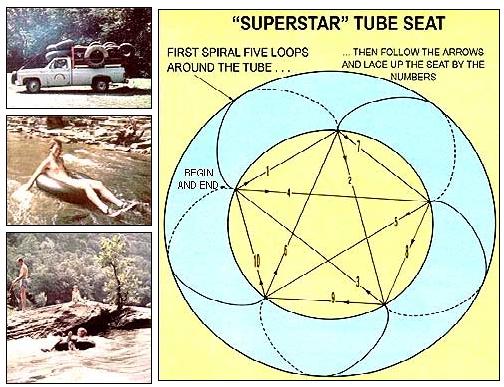 "SUPERSTAR" TUBE SEAT
FIRST SPIRAL FIVE LOOPS
AROUND THE TUBE . . .
... THEN FOLLOW THE ARROWS
AND LACE UP THE SEAT BY THE
NUMBERS
BEGIN
AND END
1
7
2
4
5
8
10
6
3
9